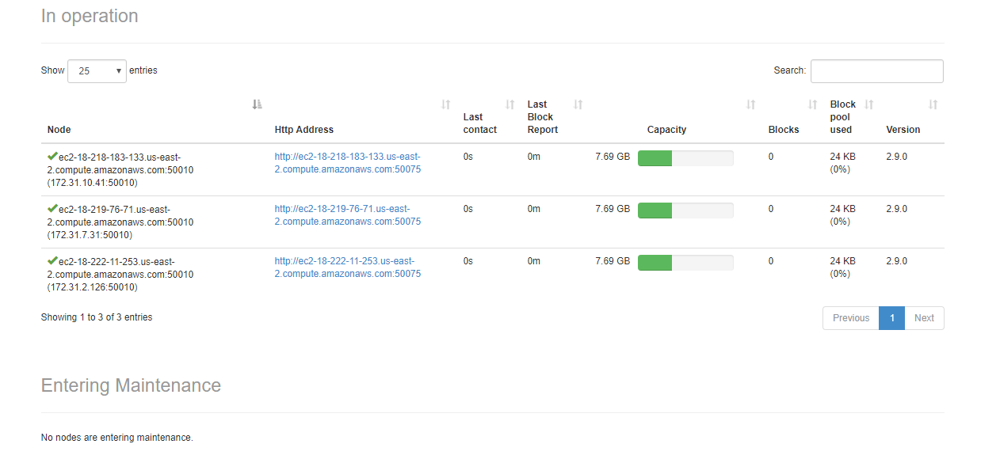 In operation
Show 25 entries
Search:
Node Http Address Last contact Last Block Report Capacity Blocks Block pool used Version
ec2-18-218-183-133.us-east-
2.compute.amazonaws.com:50010
(172.31.10.41:50010)
http://ec2-18-218-183-133.us-east-
2.compute.amazonaws.com:50075
0s 0m 7.69 GB 0 24 KB
(0%)
2.9.0
ec2-18-219-76-71.us-east-
2.compute.amazonaws.com:50010
(172.31.7.31:50010)
http://ec2-18-219-76-71.us-east-
2.compute.amazonaws.com:50075
0s 0m 7.69 GB 0 24 KB
(0%)
2.9.0
ec2-18-222-11-253.us-east-
2.compute.amazonaws.com:50010
(172.31.2.126:50010)
http://ec2-18-222-11-253.us-east-
2.compute.amazonaws.com:50075
0s 0m 7.69 GB 0 24 KB
(0%)
2.9.0
Showing 1 to 3 of 3 entries
Previous 1 Next
Entering Maintenance
No nodes are entering maintenance.